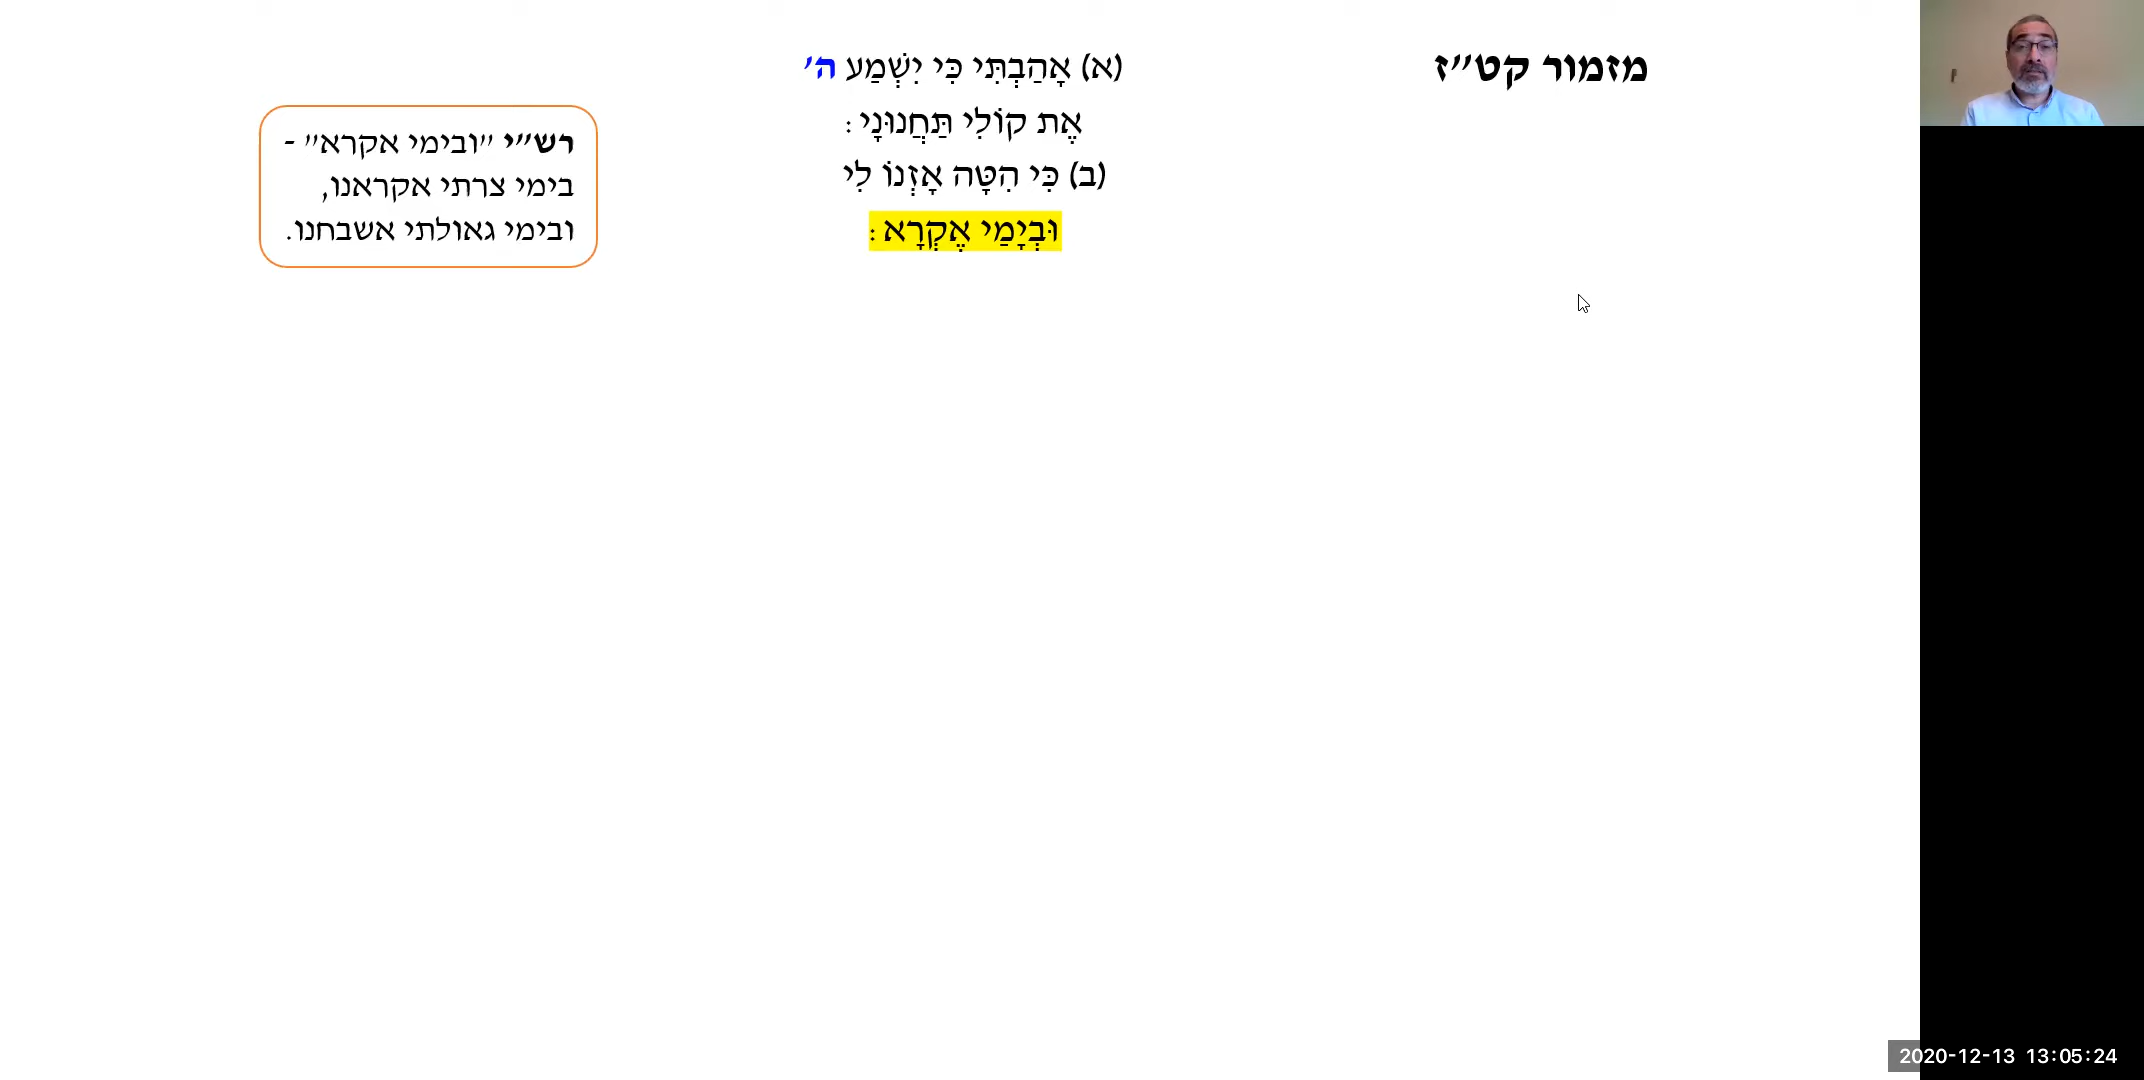 מזמור קט״ז
(א) אָהַבְתִּי כִּי יִשְׁמַע ה׳
אֶת קוֹלִי תַּחֲנוּנָי:
(ב) כִּי הִטָּה אָזְנוֹ לִי
וּבְיָמַי אֶקְרָא:
רש״י ״ובימי אקרא״ -
בימי צרתי אקראנו,
ובימי גאולתי אשבחנו.
2020-12-13 13:05:24